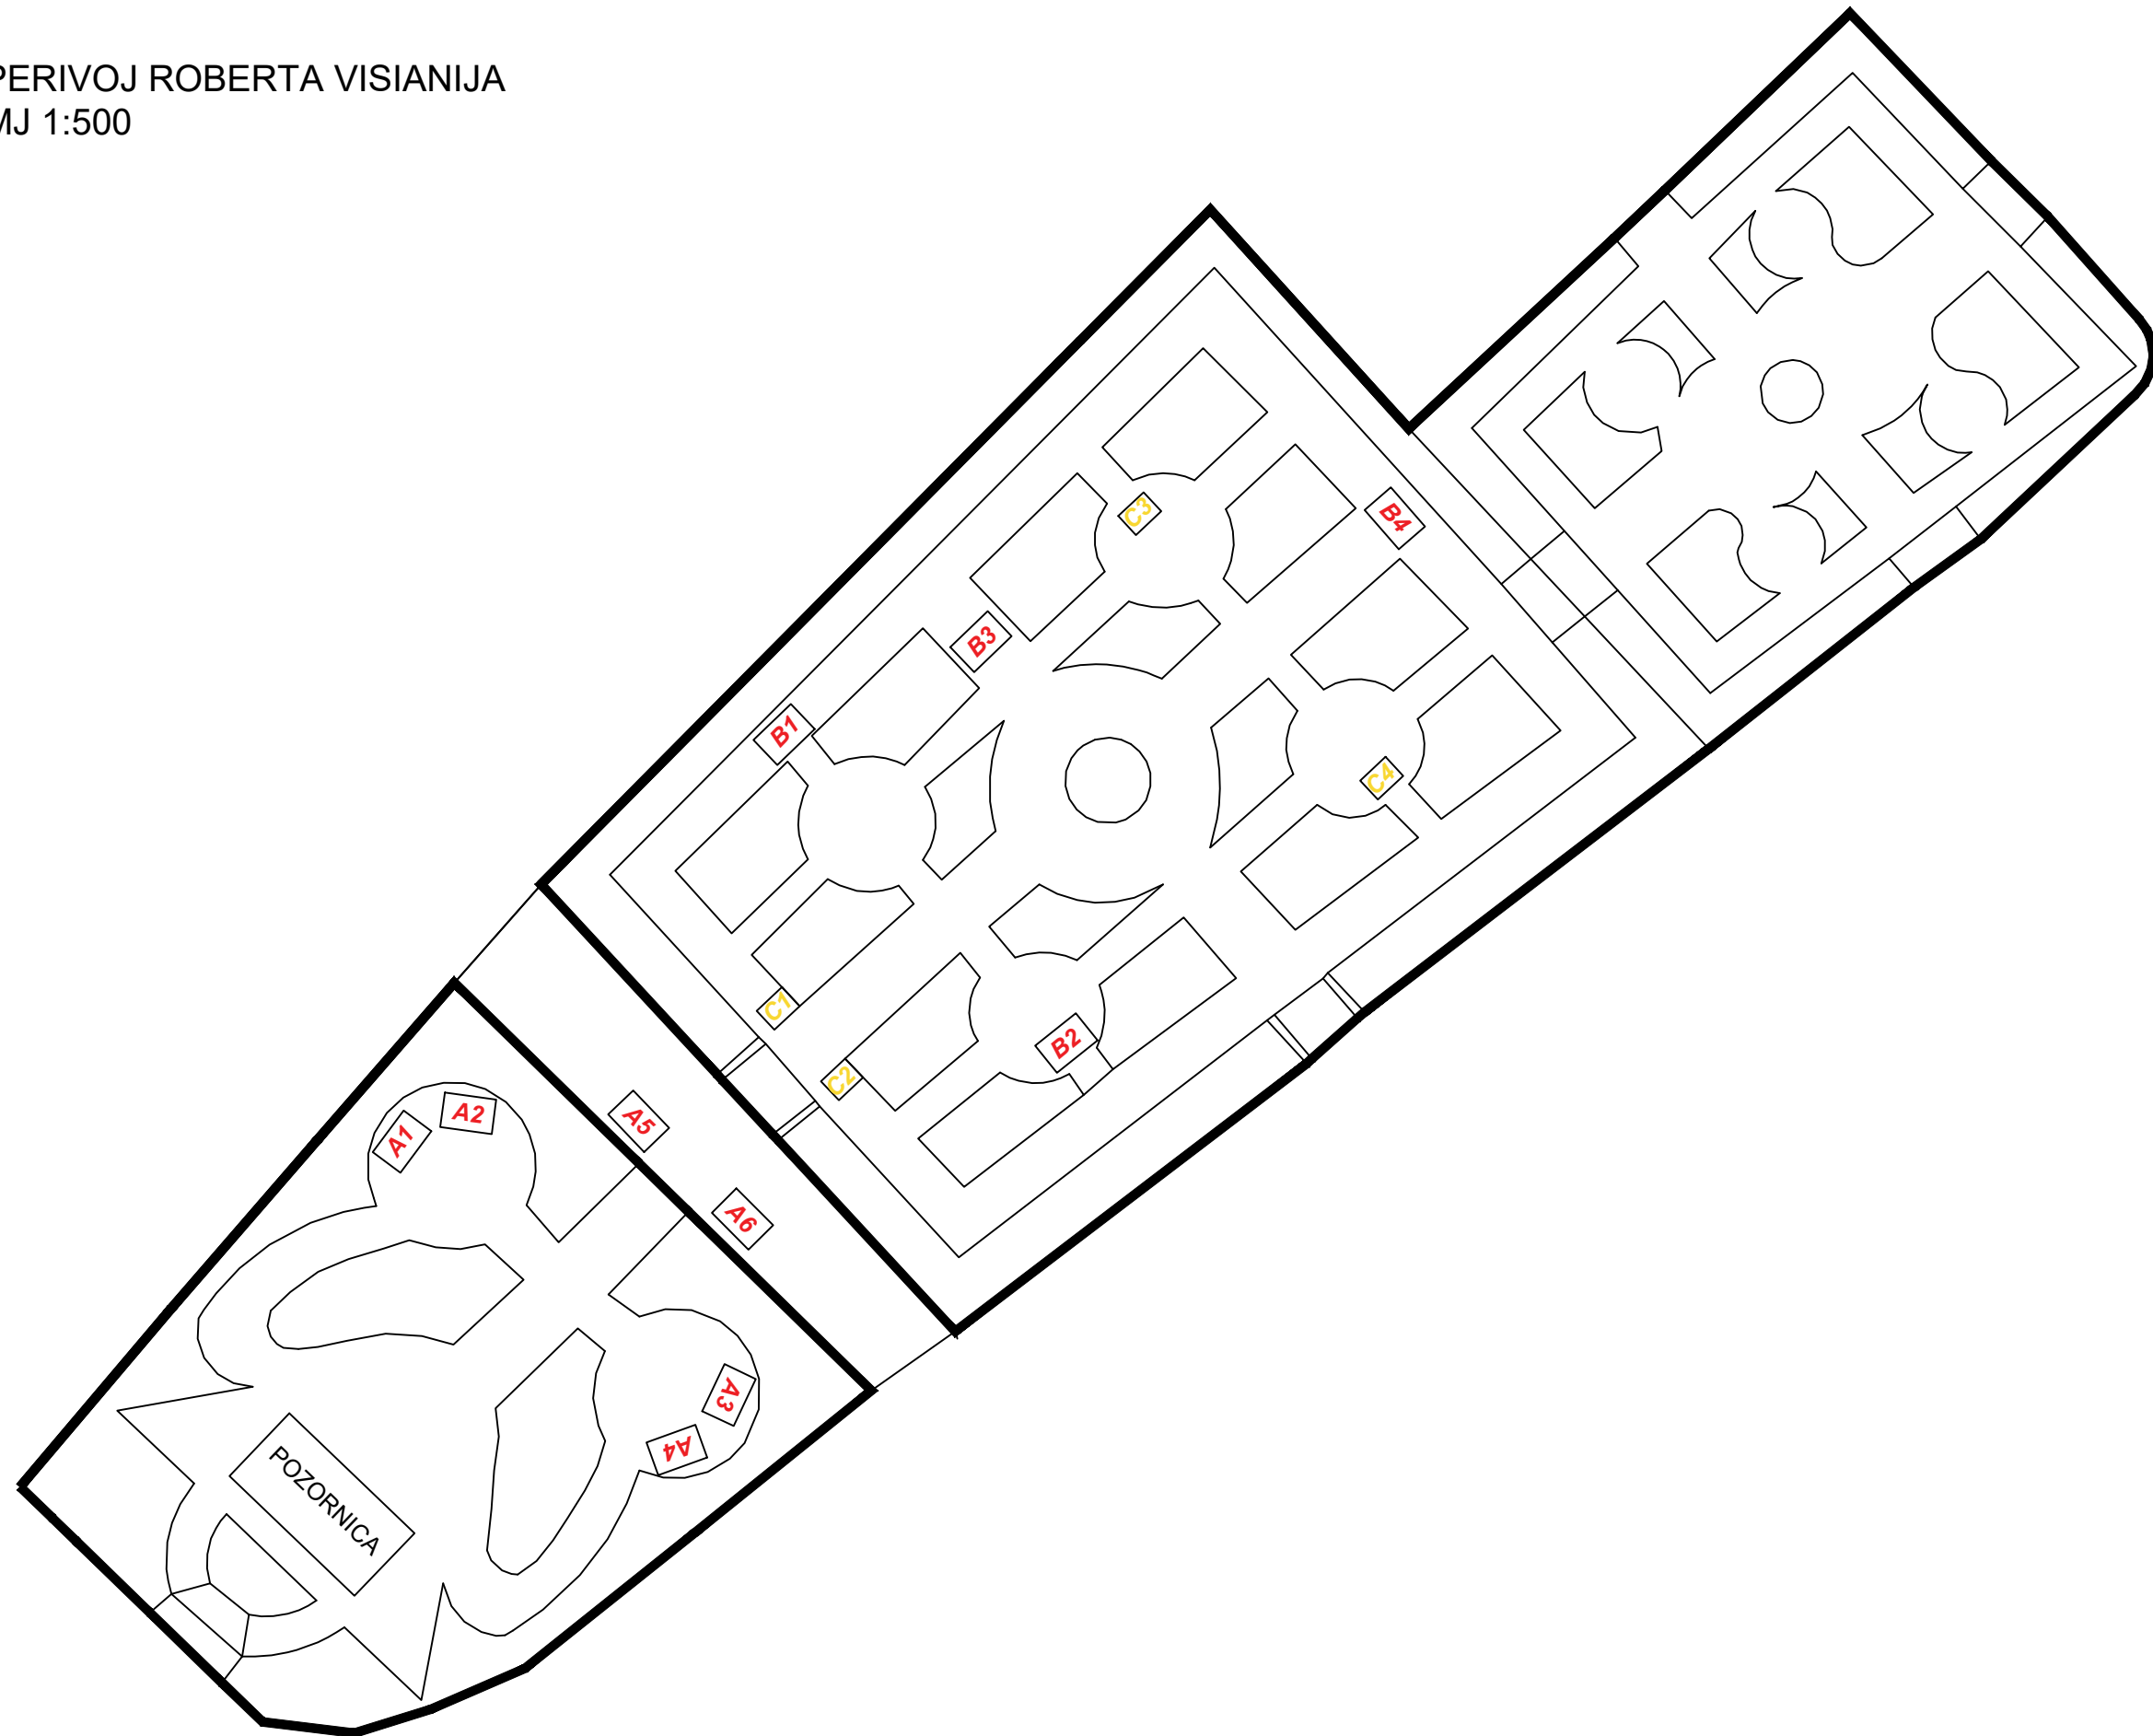 PERIVOJ ROBERTA VISIANIJA
MJ 1:500
C3
B4
B3
B1
C4
C1
B2
C2
A2
A5
A1
A6
A3
A4
POZORNICA